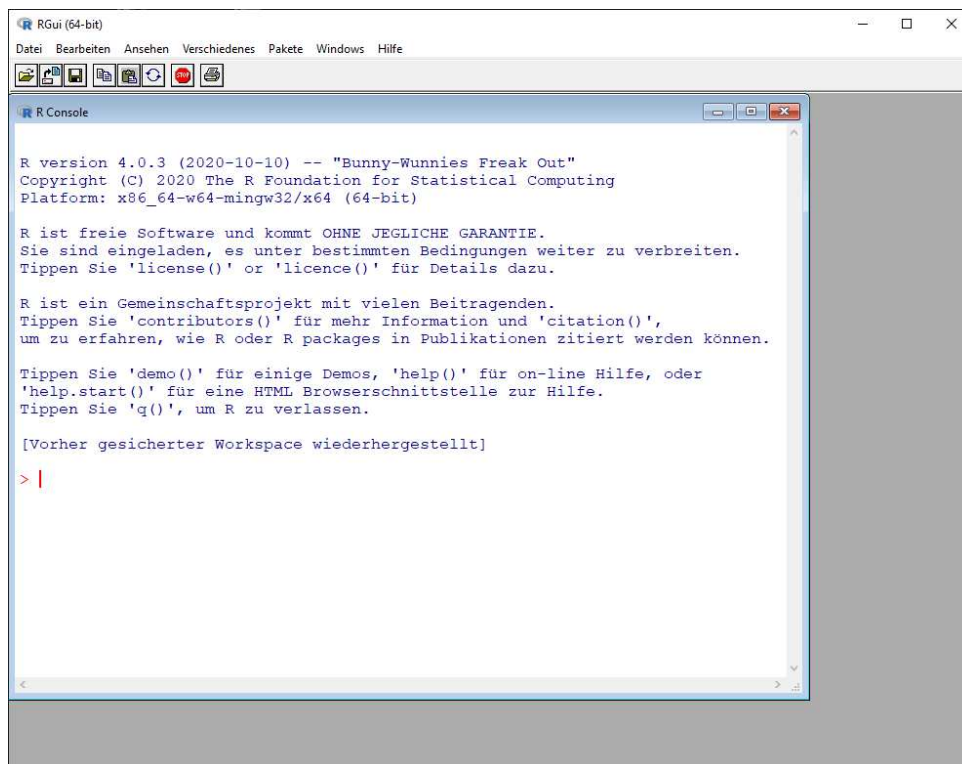 RGui (64-bit)
Datei Bearbeiten Ansehen Verschiedenes Pakete Windows Hilfe
STOP
R Console
R version 4.0.3 (2020-10-10) -- "Bunny-Wunnies Freak Out"
Copyright (C) 2020 The R Foundation for Statistical Computing
Platform: x86_64-w64-mingw32/x64 (64-bit)
R ist freie Software und kommt OHNE JEGLICHE GARANTIE.
Sie sind eingeladen, es unter bestimmten Bedingungen weiter zu verbreiten.
Tippen Sie 'license()' or 'licence()' für Details dazu.
R ist ein Gemeinschaftsprojekt mit vielen Beitragenden.
Tippen Sie 'contributors()' für mehr Information und 'citation()',
um zu erfahren, wie R oder R packages in Publikationen zitiert werden können.
Tippen Sie 'demo()' für einige Demos, 'help()' für on-line Hilfe, oder
'help.start()' für eine HTML Browserschnittstelle zur Hilfe.
Tippen Sie 'q()', um R zu verlassen.
[Vorher gesicherter Workspace wiederhergestellt]
>